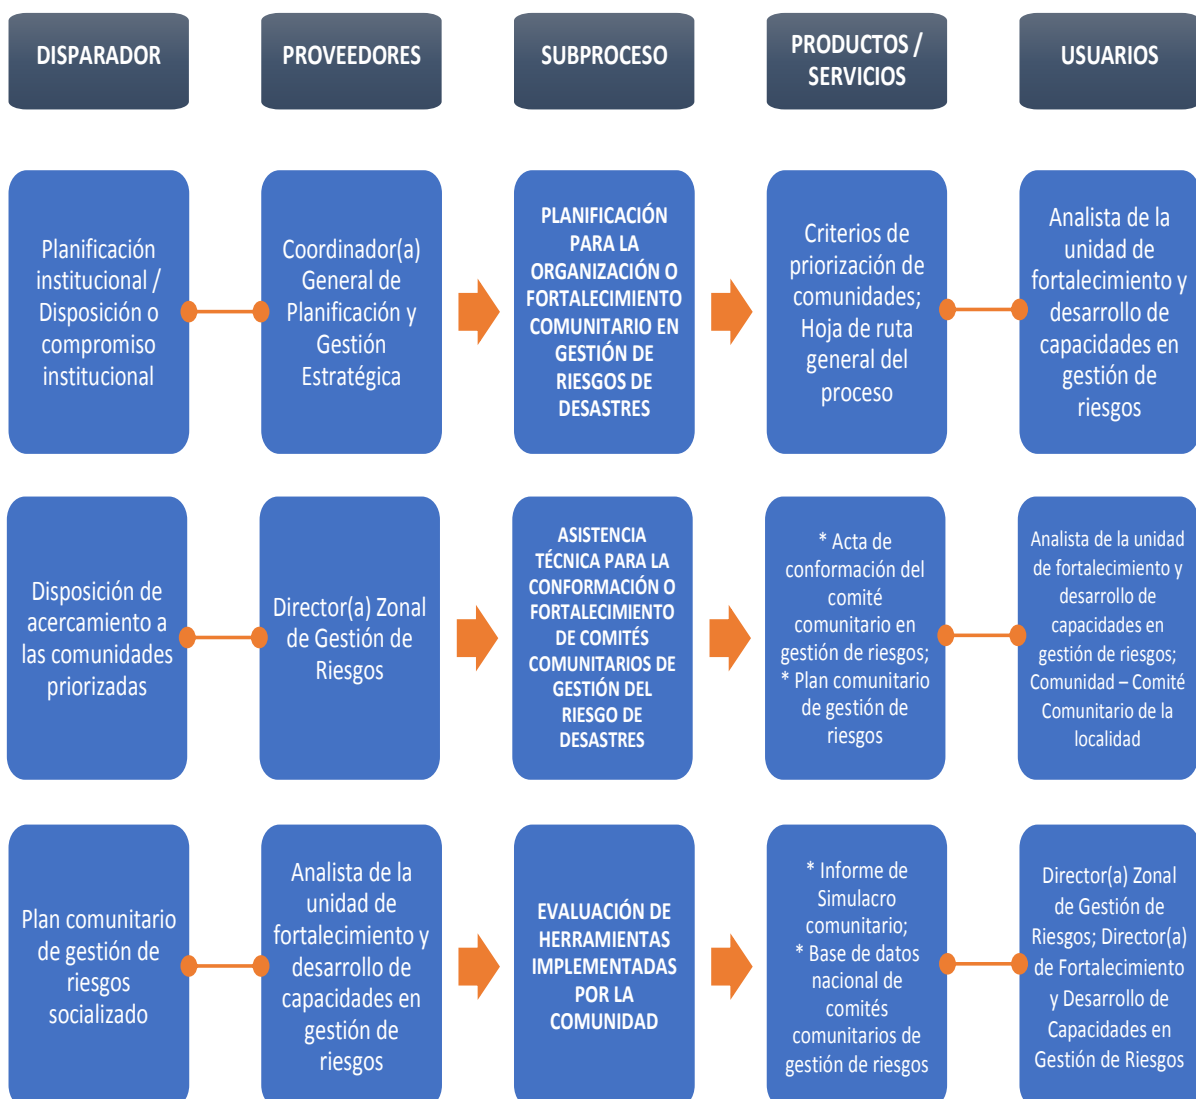 DISPARADOR
PROVEEDORES
SUBPROCESO
PRODUCTOS /
SERVICIOS
USUARIOS
Planificación
institucional /
Disposición o
compromiso
institucional
Coordinador(a)
General de
Planificación y
Gestión
Estratégica
PLANIFICACIÓN
PARA LA
ORGANIZACIÓN O
FORTALECIMIENTO
COMUNITARIO EN
GESTIÓN DE
RIESGOS DE
DESASTRES
Criterios de
priorización de
comunidades;
Hoja de ruta
general del
proceso
Analista de la
unidad de
fortalecimiento y
desarrollo de
capacidades en
gestión de
riesgos
Disposición de
acercamiento a
las comunidades
priorizadas
Director(a) Zonal
de Gestión de
Riesgos
ASISTENCIA
TÉCNICA PARA LA
CONFORMACIÓN O
FORTALECIMIENTO
DE COMITÉS
COMUNITARIOS DE
GESTIÓN DEL
RIESGO DE
DESASTRES
* Acta de
conformación del
comité
comunitario en
gestión de riesgos;
* Plan comunitario
de gestión de
riesgos
Analista de la unidad
de fortalecimiento y
desarrollo de
capacidades en
gestión de riesgos;
Comunidad – Comité
Comunitario de la
localidad
Plan comunitario
de gestión de
riesgos
socializado
Analista de la
unidad de
fortalecimiento y
desarrollo de
capacidades en
gestión de
riesgos
EVALUACIÓN DE
HERRAMIENTAS
IMPLEMENTADAS
POR LA
COMUNIDAD
* Informe de
Simulacro
comunitario;
* Base de datos
nacional de
comités
comunitarios de
gestión de riesgos
Director(a) Zonal
de Gestión de
Riesgos; Director(a)
de Fortalecimiento
y Desarrollo de
Capacidades en
Gestión de Riesgos